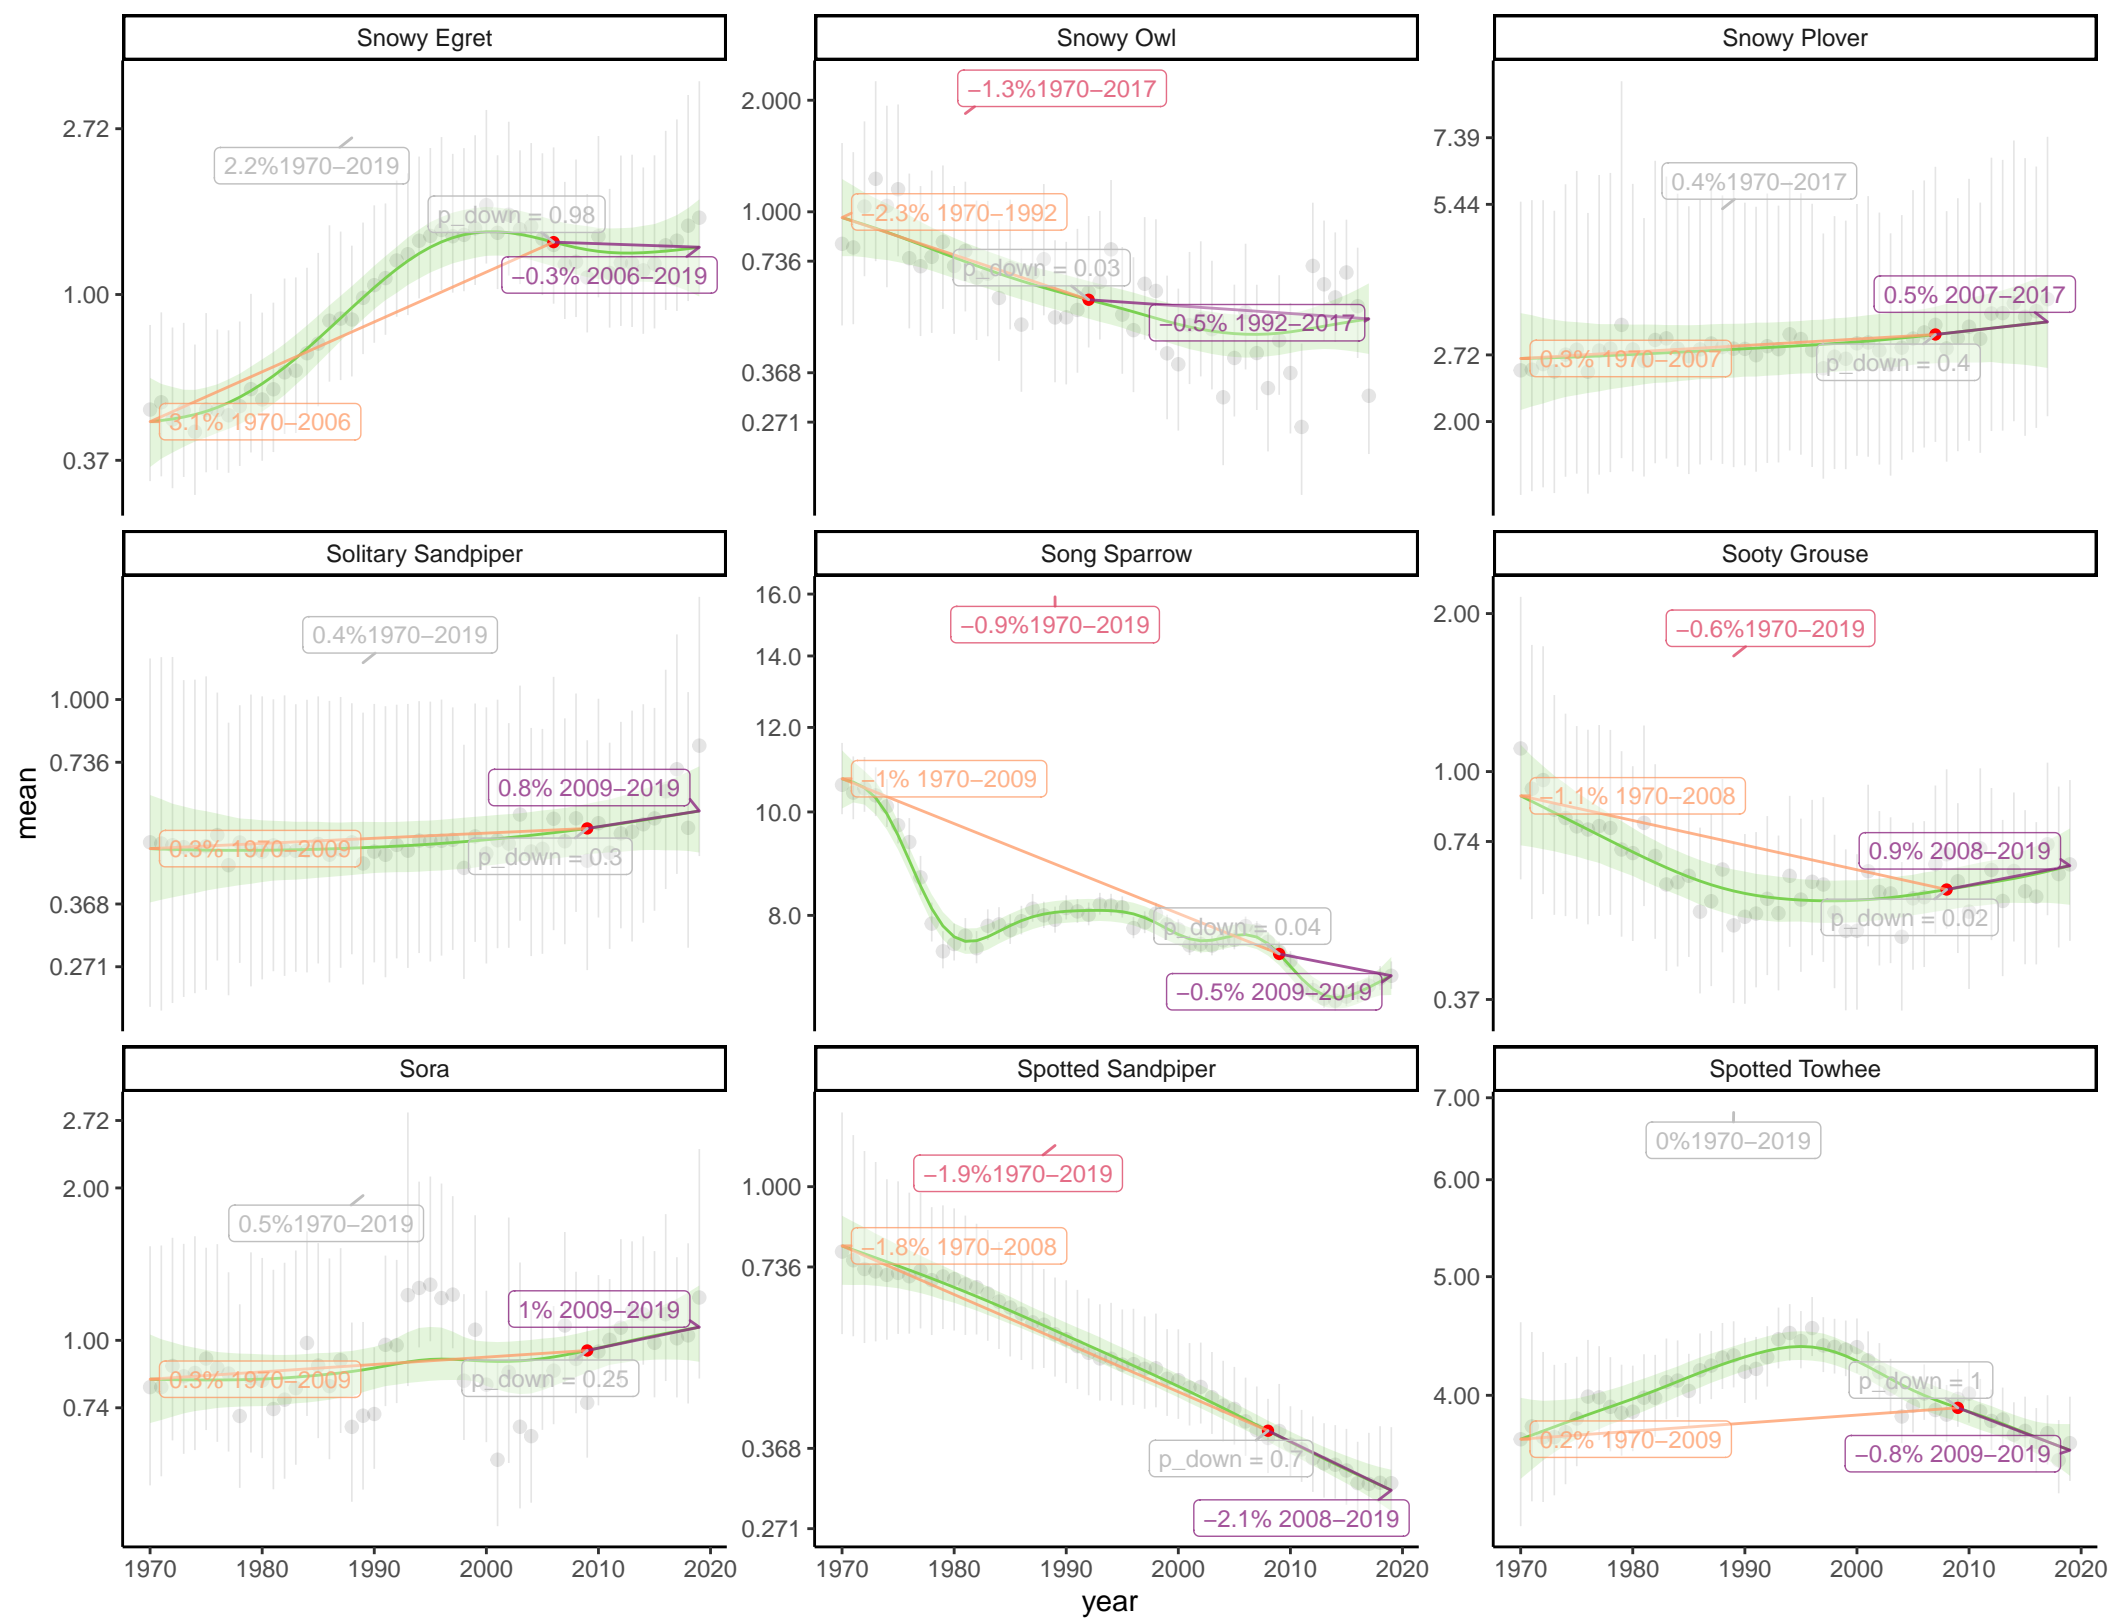 Snowy Egret
2.72
1.00
0.37
2.2%1970–2019
p_down = 0.98
−0.3% 2006–2019
3.1% 1970–2006
Snowy Owl
2.000
1.000
0.736
0.368
0.271
−1.3%1970–2017
−2.3% 1970–1992
p_down = 0.03
−0.5% 1992–2017
Snowy Plover
7.39
5.44
2.72
2.00
0.4%1970–2017
0.5% 2007–2017
0.3% 1970–2007
p_down = 0.4
mean
Solitary Sandpiper
1.000
0.736
0.368
0.271
0.4%1970–2019
0.8% 2009–2019
0.3% 1970–2009
p_down = 0.3
Song Sparrow
16.0
14.0
12.0
10.0
8.0
−0.9%1970–2019
−1% 1970–2009
p_down = 0.04
−0.5% 2009–2019
Sooty Grouse
2.00
1.00
0.74
0.37
−0.6%1970–2019
−1.1% 1970–2008
0.9% 2008–2019
p_down = 0.02
Sora
2.72
2.00
1.00
0.74
0.5%1970–2019
1% 2009–2019
0.3% 1970–2009
p_down = 0.25
1970 1980 1990 2000 2010 2020
Spotted Sandpiper
1.000
0.736
0.368
0.271
−1.9%1970–2019
−1.8% 1970–2008
p_down = 0.7
−2.1% 2008–2019
1970 1980 1990 2000 2010 2020
Spotted Towhee
7.00
6.00
5.00
4.00
0%1970–2019
p_down = 1
0.2% 1970–2009
−0.8% 2009–2019
1970 1980 1990 2000 2010 2020
year